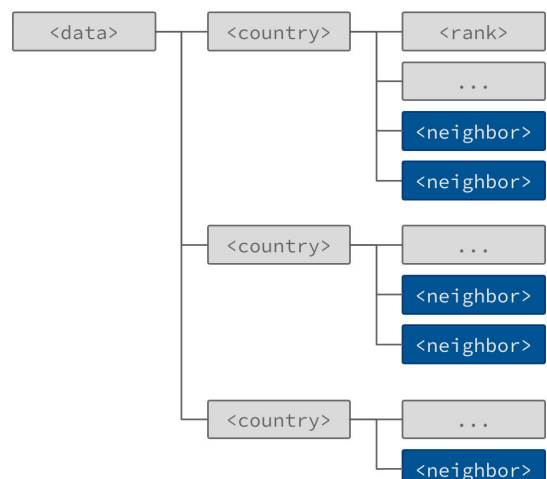 <data>
<country>
<rank>
...
<neighbor>
<neighbor>
<country>
...
<neighbor>
<neighbor>
<country>
...
<neighbor>